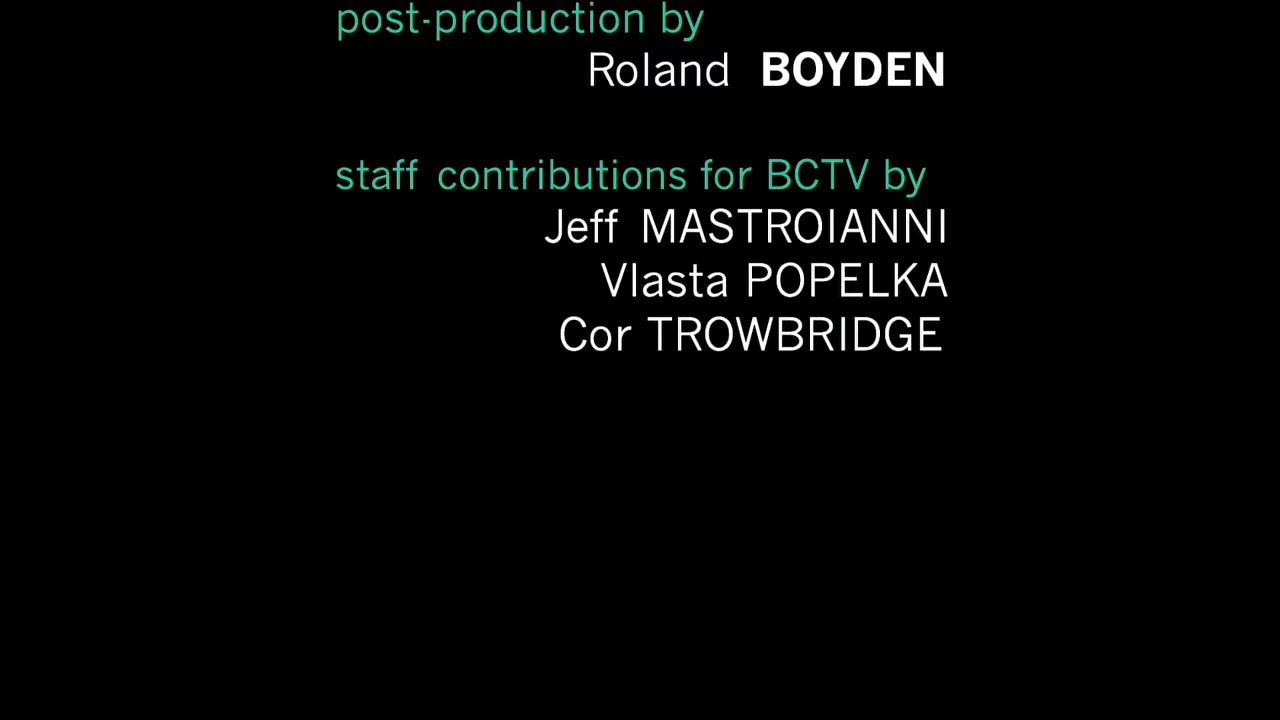 post-production by
Roland BOYDEN
staff contributions for BCTV by
Jeff MASTROIANNI
Vlasta POPELKA
Cor TROWBRIDGE